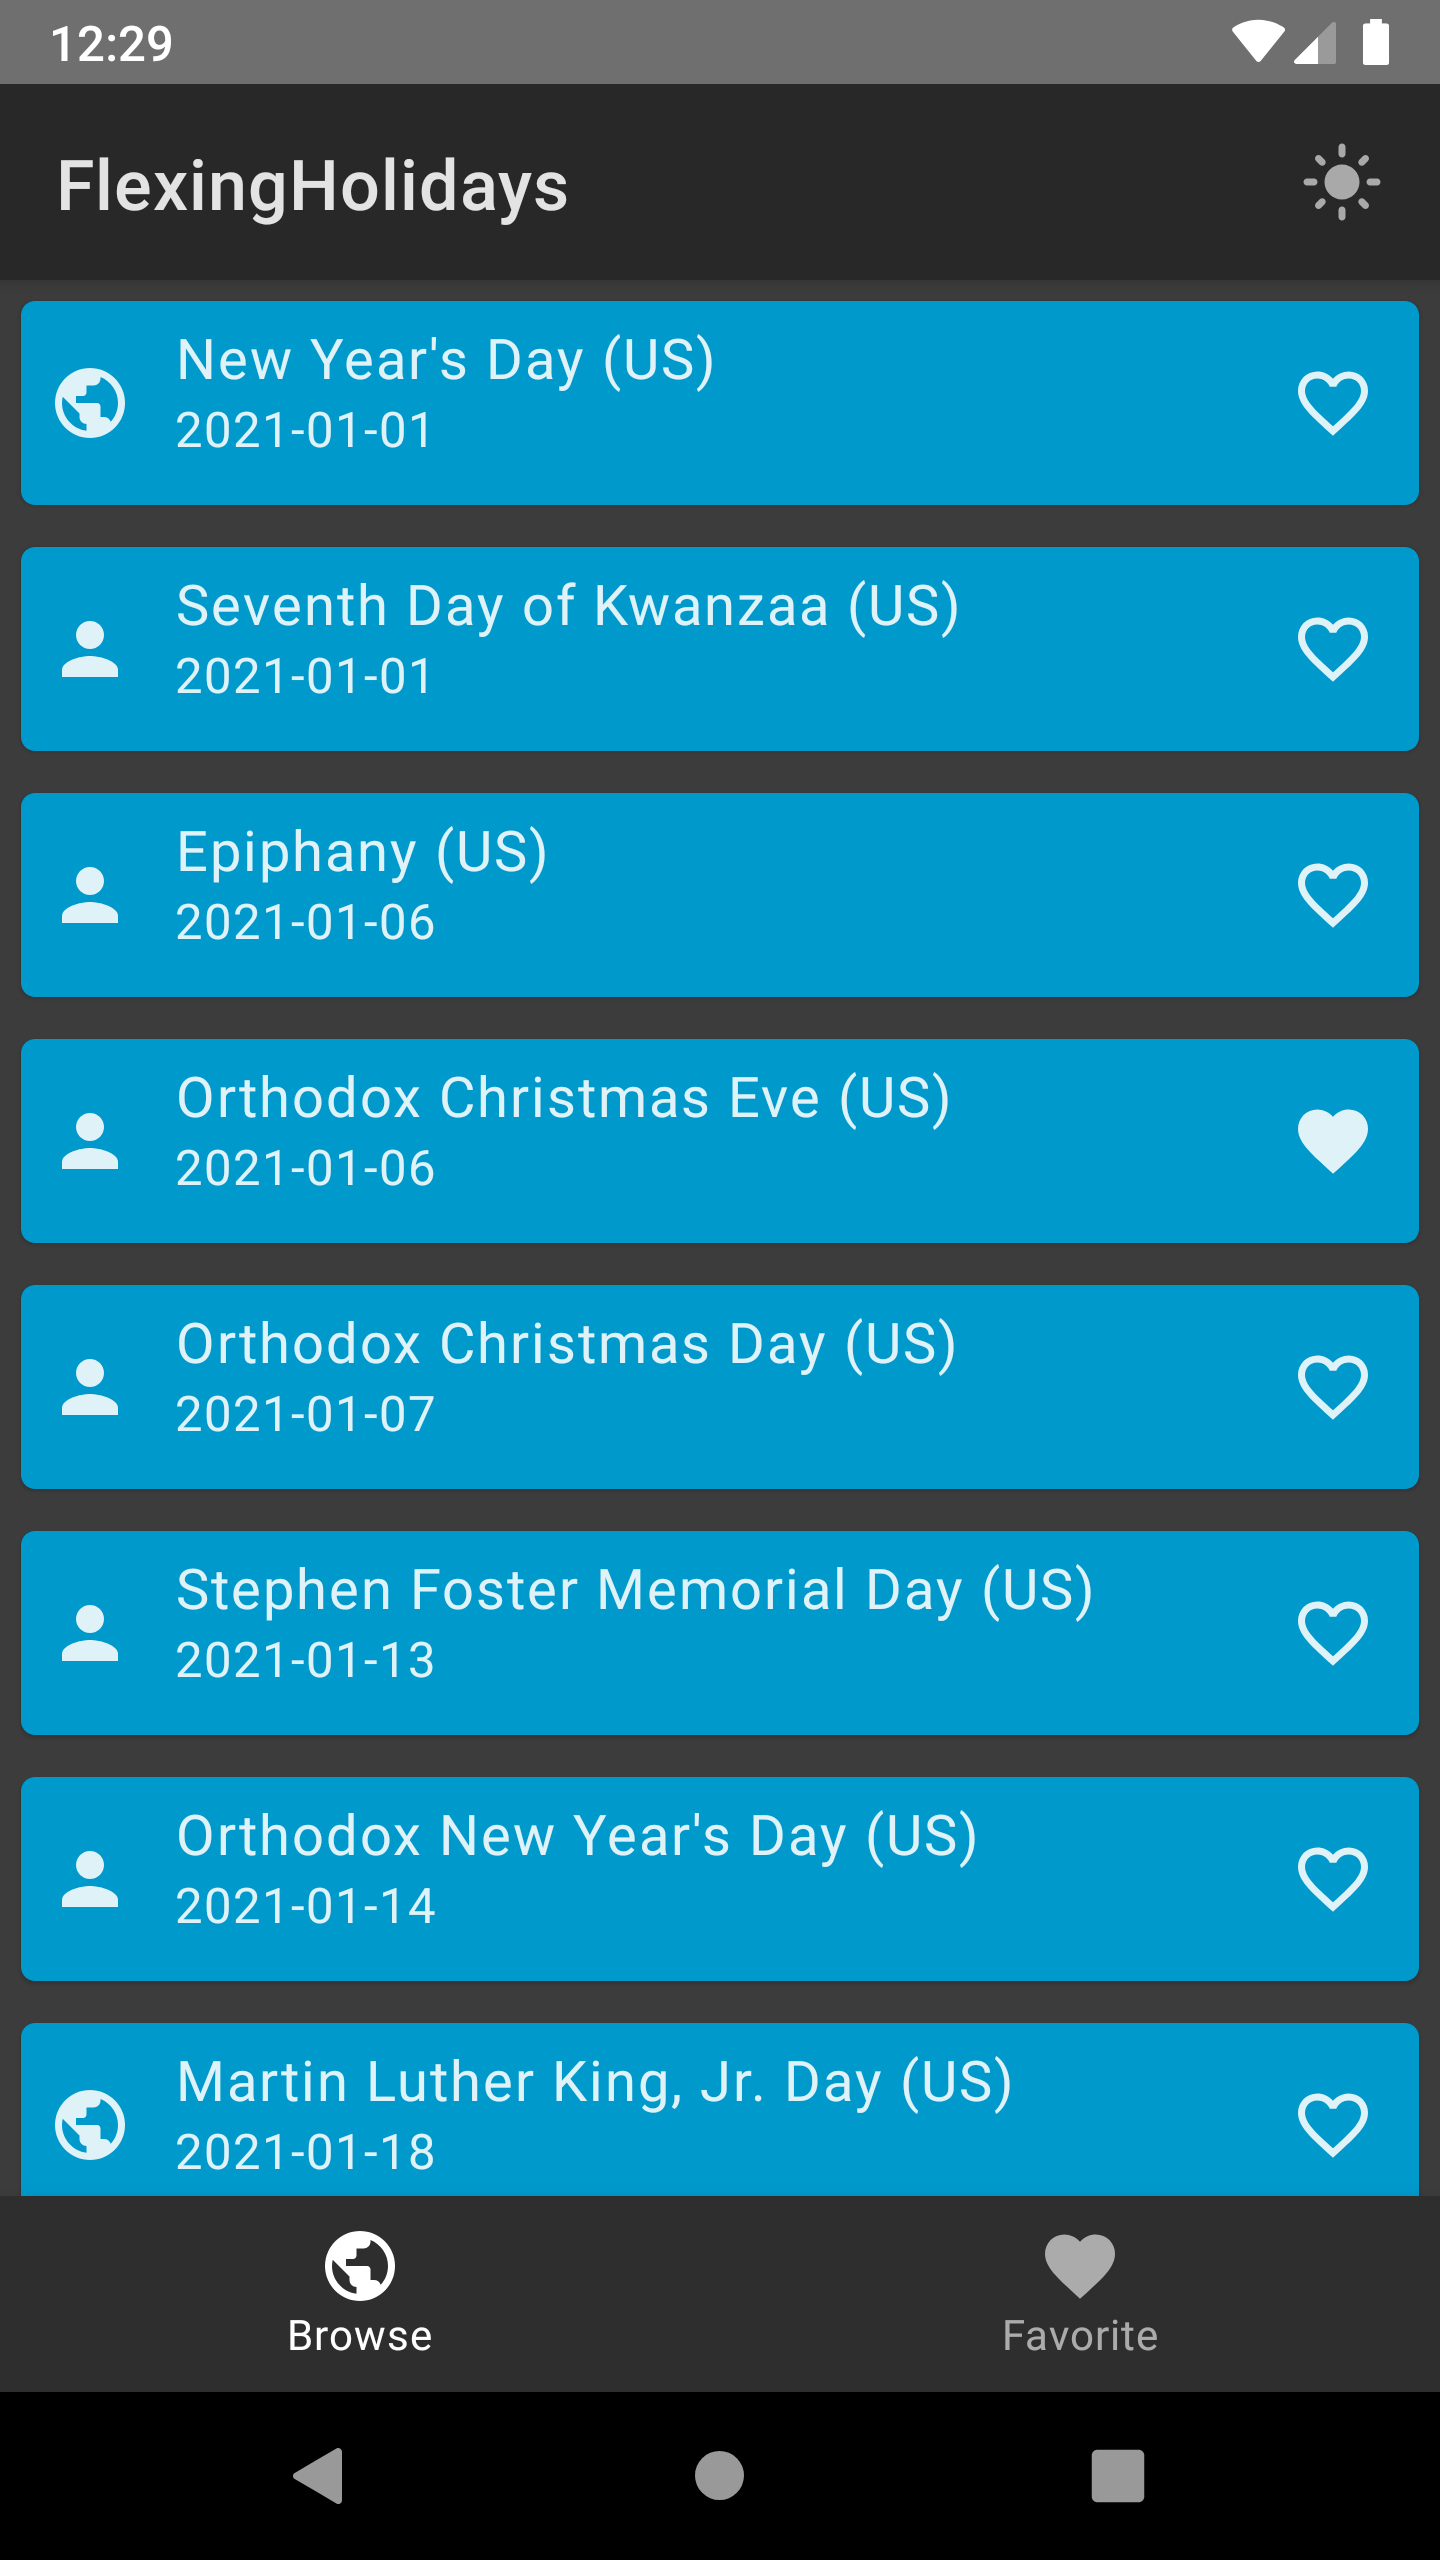 12:29
FlexingHolidays
New Year's Day (US)
2021-01-01
Seventh Day of Kwanzaa (US)
2021-01-01
Epiphany (US)
2021-01-06
Orthodox Christmas Eve (US)
2021-01-06
Orthodox Christmas Day (US)
2021-01-07
Stephen Foster Memorial Day (US)
2021-01-13
Orthodox New Year's Day (US)
2021-01-14
Martin Luther King, Jr. Day (US)
2021-01-18
Browse
Favorite